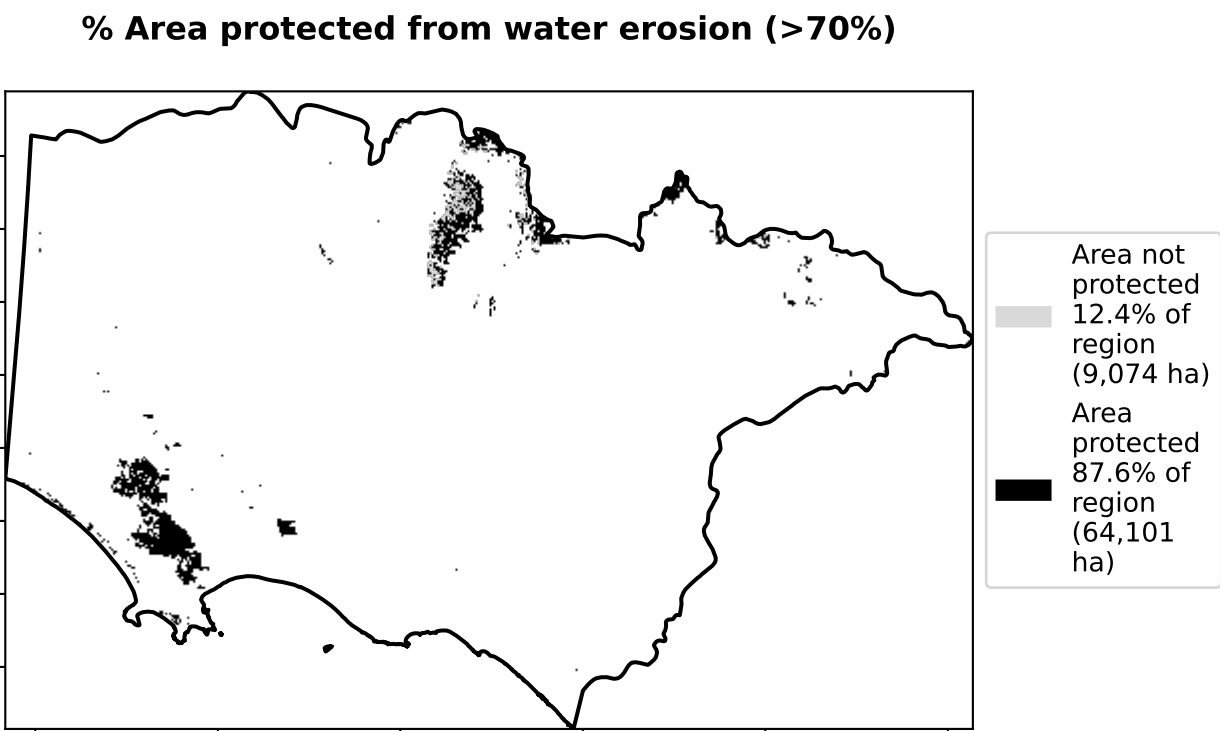 % Area protected from water erosion (>70%)
Area not
protected
12.4% of
region
(9,074 ha)
Area
protected
87.6% of
region
(64,101
ha)